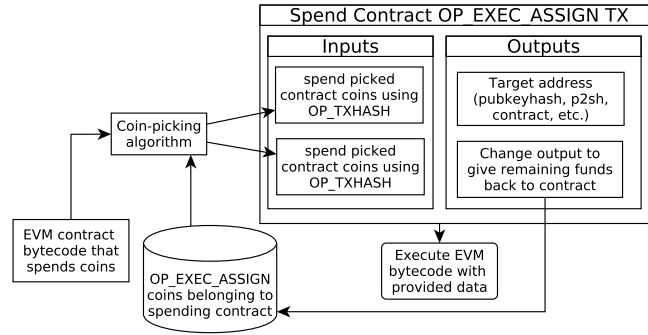 Spend Contract OP_EXEC_ASSIGN TX
Inputs
Outputs
spend picked
contract coins using
OP_TXHASH
spend picked
contract coins using
OP_TXHASH
Target address
(pubkeyhash, p2sh,
contract, etc.)
Change output to
give remaining funds
back to contract
Coin-picking
algorithm
EVM contract
bytecode that
spends coins
OP_EXEC_ASSIGN
coins belonging to
spending contract
Execute EVM
bytecode with
provided data